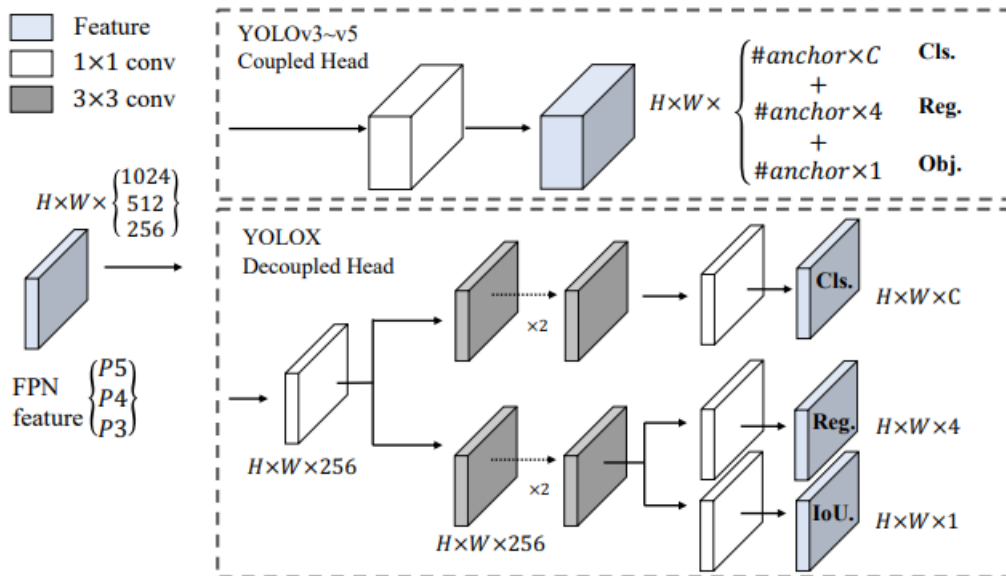 Feature
1×1 conv
3×3 conv
H×W× {1024
512
256}
FPN
feature {P5
P4
P3}
YOLOv3~v5
Coupled Head
H×W× {#anchor×C Cls.
+
#anchor×4 Reg.
+
#anchor×1 Obj.
YOLOX
Decoupled Head
H×W×256
×2
Cls.
H×W×C
×2
H×W×256
Reg.
H×W×4
IoU.
H×W×1